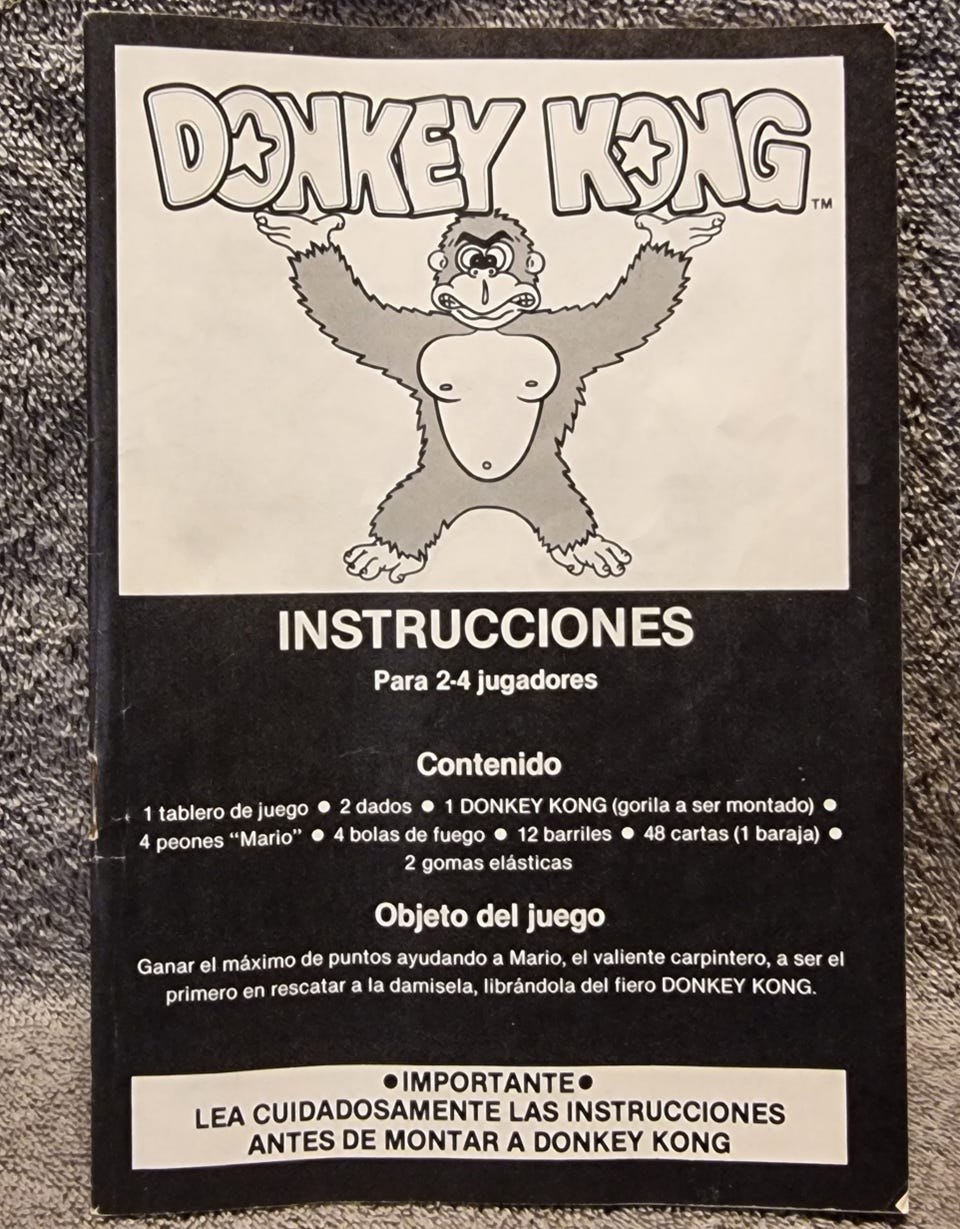 DONKEY KONG™
INSTRUCCIONES
Para 2-4 jugadores
Contenido
1 tablero de juego ● 2 dados ● 1 DONKEY KONG (gorila a ser montado) ●
4 peones “Mario” ● 4 bolas de fuego ● 12 barriles ● 48 cartas (1 baraja) ●
2 gomas elásticas
Objeto del juego
Ganar el máximo de puntos ayudando a Mario, el valiente carpintero, a ser el
primero en rescatar a la damisela, librándola del fiero DONKEY KONG.
●IMPORTANTE●
LEA CUIDADOSAMENTE LAS INSTRUCCIONES
ANTES DE MONTAR A DONKEY KONG